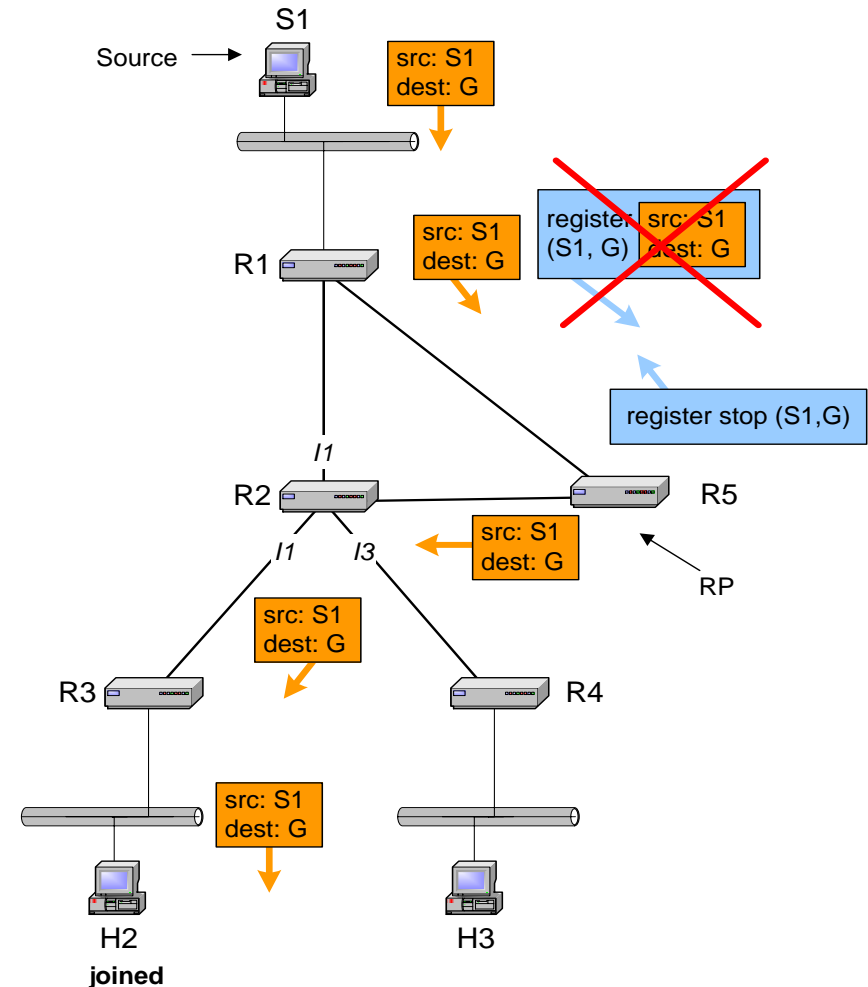 S1
Source
src: S1
dest: G
register
(S1, G)
src: S1
dest: G
src: S1
dest: G
R1
register stop (S1,G)
I1
R2
R5
src: S1
dest: G
I1
I3
RP
src: S1
dest: G
R3
R4
src: S1
dest: G
H2
H3
joined